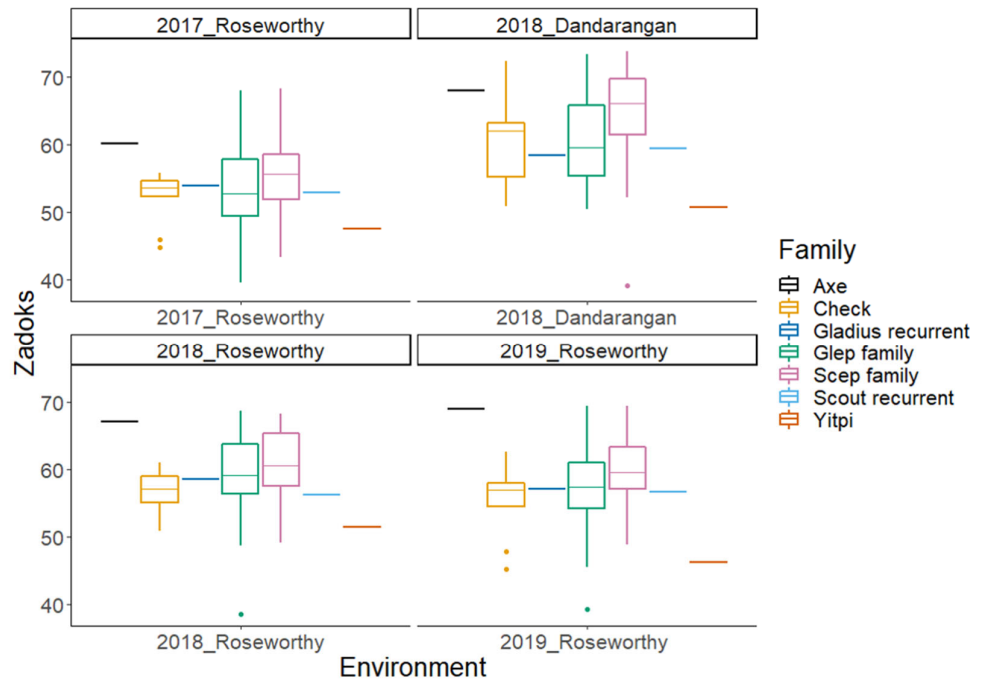 2017_Roseworthy
2018_Dandarangan
70
60
50
40
2017_Roseworthy
2018_Dandarangan
Zadoks
2018_Roseworthy
2019_Roseworthy
70
60
50
40
2018_Roseworthy
2019_Roseworthy
Environment
Family
Axe
Check
Gladius recurrent
Glep family
Scep family
Scout recurrent
Yitpi